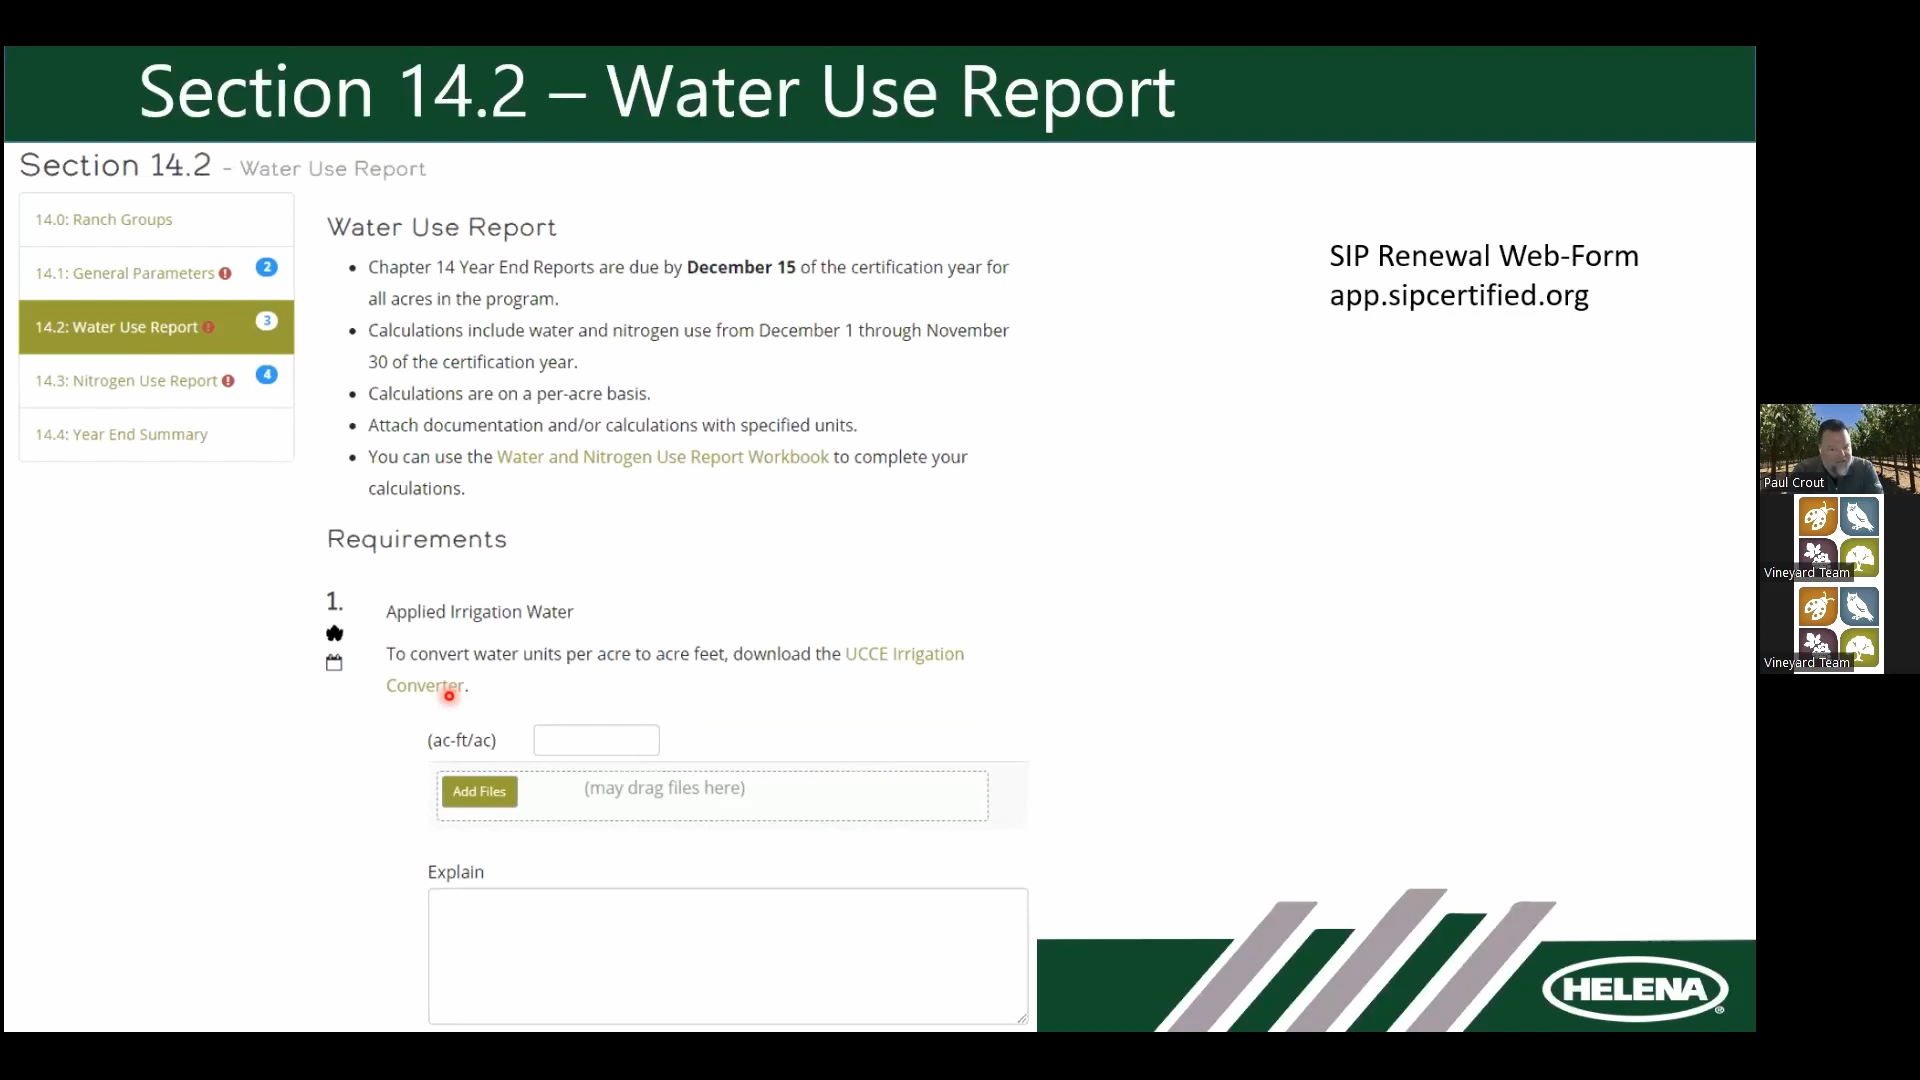 Section 14.2 – Water Use Report
Section 14.2 - Water Use Report
14.0: Ranch Groups
14.1: General Parameters
2
14.2: Water Use Report
3
14.3: Nitrogen Use Report
4
14.4: Year End Summary
Water Use Report
• Chapter 14 Year End Reports are due by December 15 of the certification year for
all acres in the program.
• Calculations include water and nitrogen use from December 1 through November
30 of the certification year.
• Calculations are on a per-acre basis.
• Attach documentation and/or calculations with specified units.
• You can use the Water and Nitrogen Use Report Workbook to complete your
calculations.
Requirements
1.
Applied Irrigation Water
To convert water units per acre to acre feet, download the UCCE Irrigation
Converter.
(ac-ft/ac)
Add Files
(may drag files here)
Explain
SIP Renewal Web-Form
app.sipcertified.org
HELENA®
Paul Crout
Vineyard Team
Vineyard Team